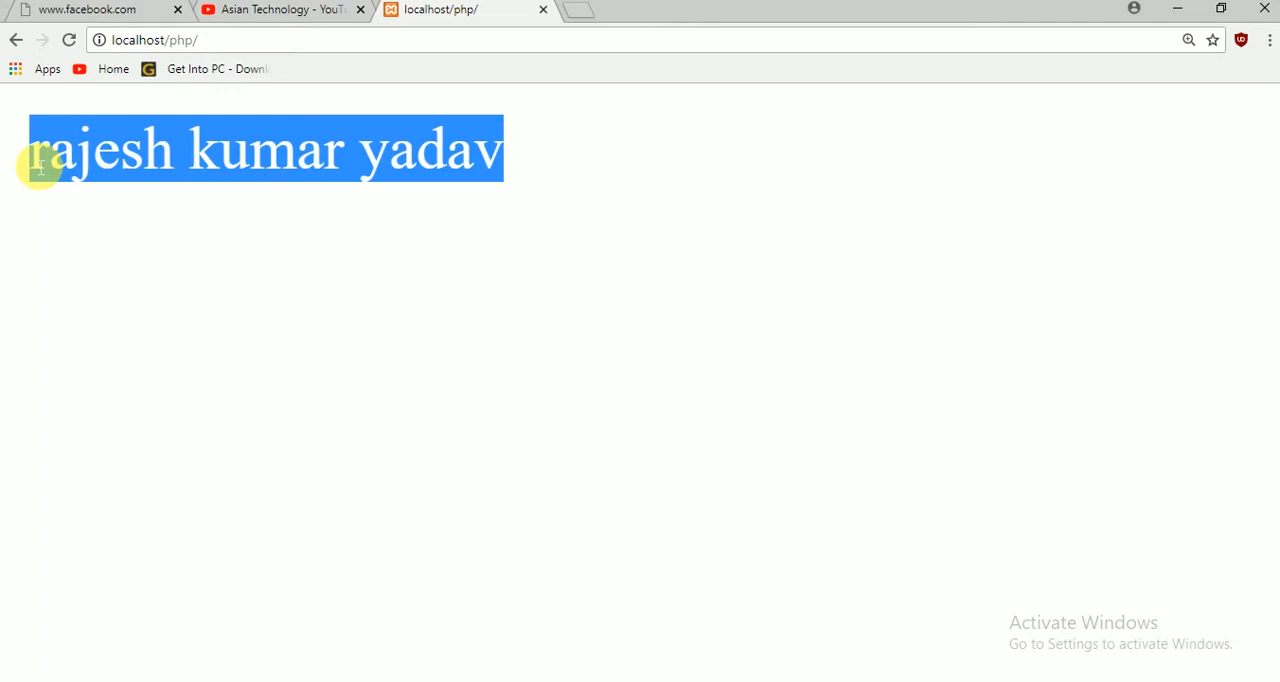 www.facebook.com
Asian Technology - YouTu
localhost/php/
localhost/php/
Apps
Home
Get Into PC - Downl
rajesh kumar yadav
Activate Windows
Go to Settings to activate Windows.